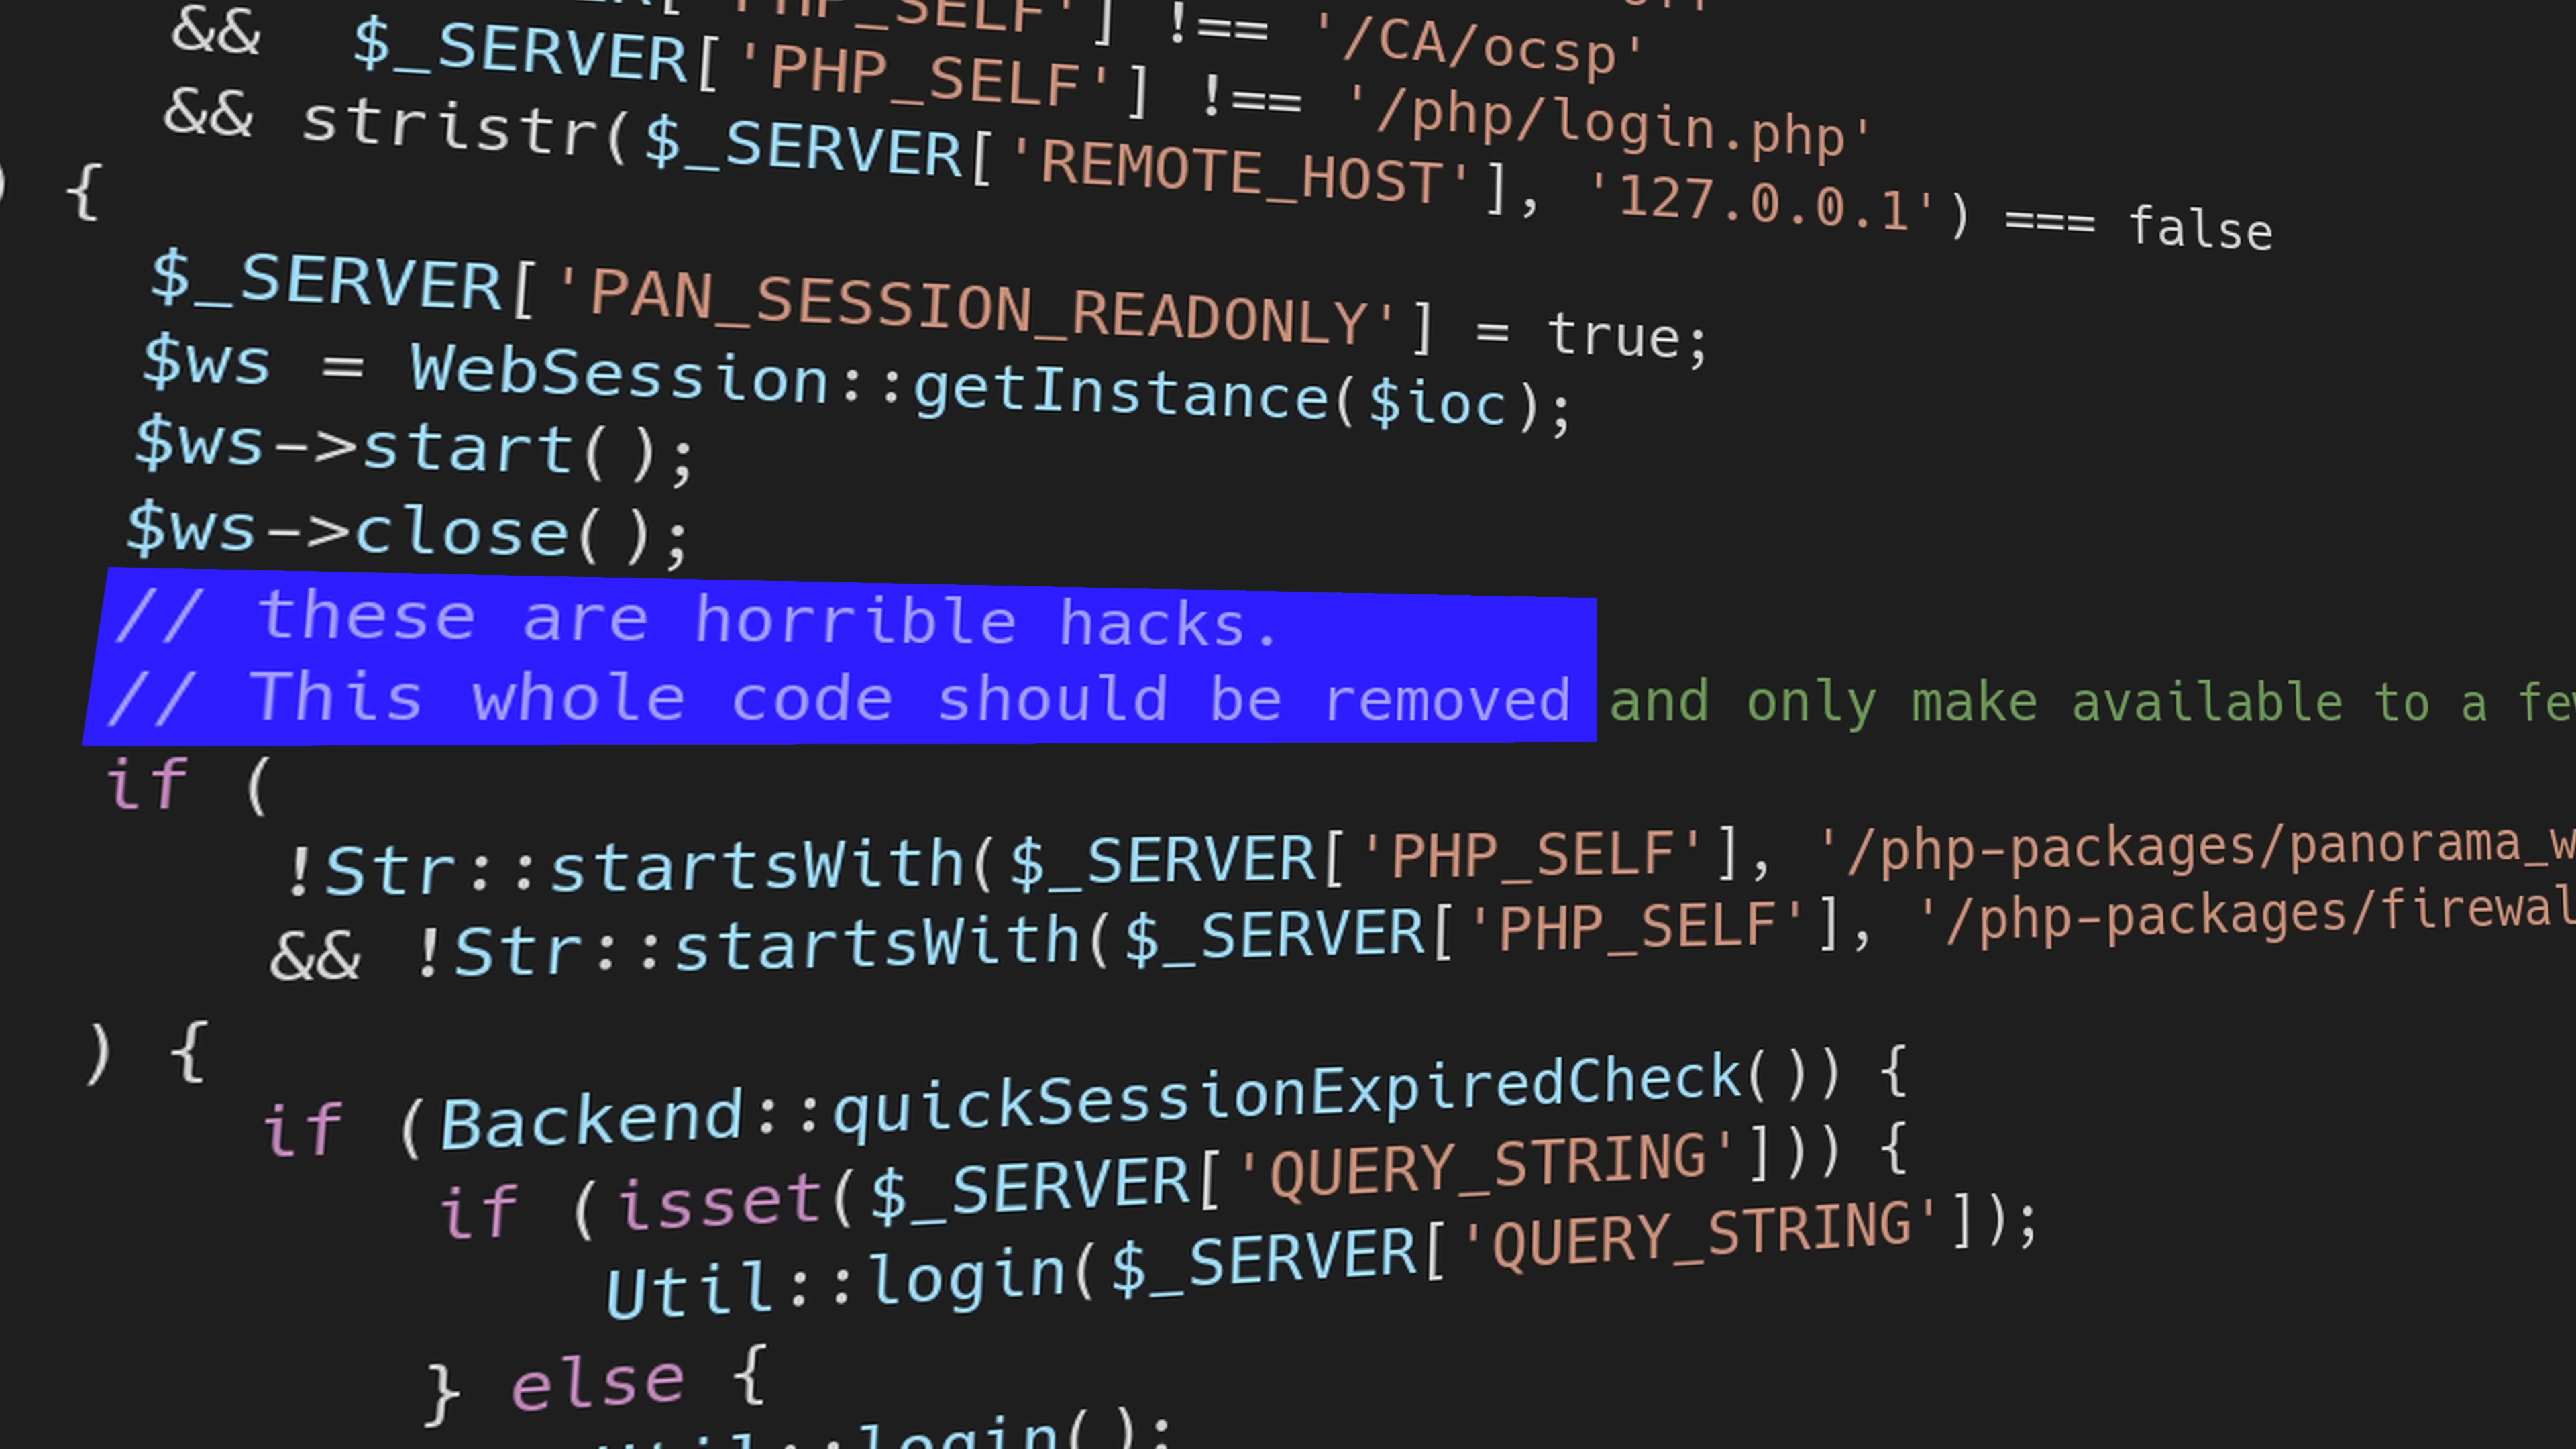 'PHP_SELF'] !== '/CA/ocsp'
&& $_SERVER['PHP_SELF'] !== '/php/login.php'
&& stristr($_SERVER['REMOTE_HOST'], '127.0.0.1') === false
) {
$_SERVER['PAN_SESSION_READONLY'] = true;
$ws = WebSession::getInstance($ioc);
$ws->start();
$ws->close();
// these are horrible hacks.
// This whole code should be removed and only make available to a
if (
!Str::startsWith($_SERVER['PHP_SELF'], '/php-packages/panorama_
&& !Str::startsWith($_SERVER['PHP_SELF'], '/php-packages/
) {
if (Backend::quickSessionExpiredCheck()) {
if (isset($_SERVER['QUERY_STRING'])) {
Util::login($_SERVER['QUERY_STRING']);
} else {
Util::login();